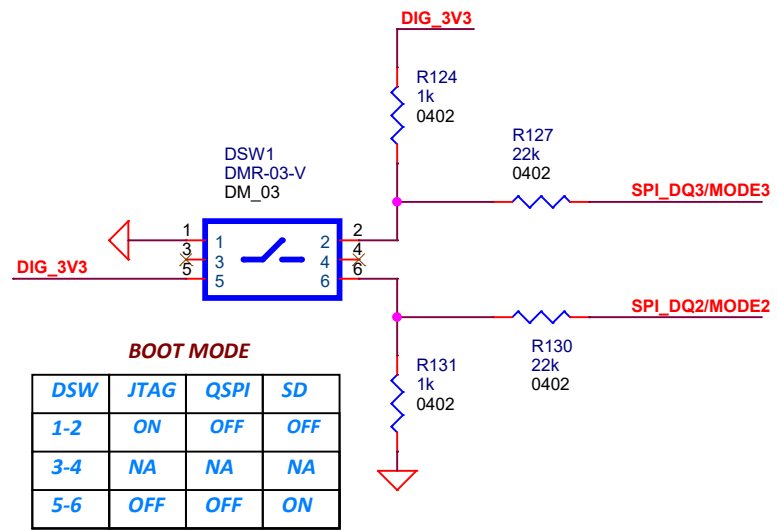 DIG_3V3
R124
1k
0402
R127
22k
0402
DSW1
DMR-03-V
DM_03
SPI_DQ3/MODE3
1 1 2 2
3 3 4 4
5 5 6 6
DIG_3V3
SPI_DQ2/MODE2
R130
22k
0402
R131
1k
0402
BOOT MODE
DSW JTAG QSPI SD
1-2 ON OFF OFF
3-4 NA NA NA
5-6 OFF OFF ON